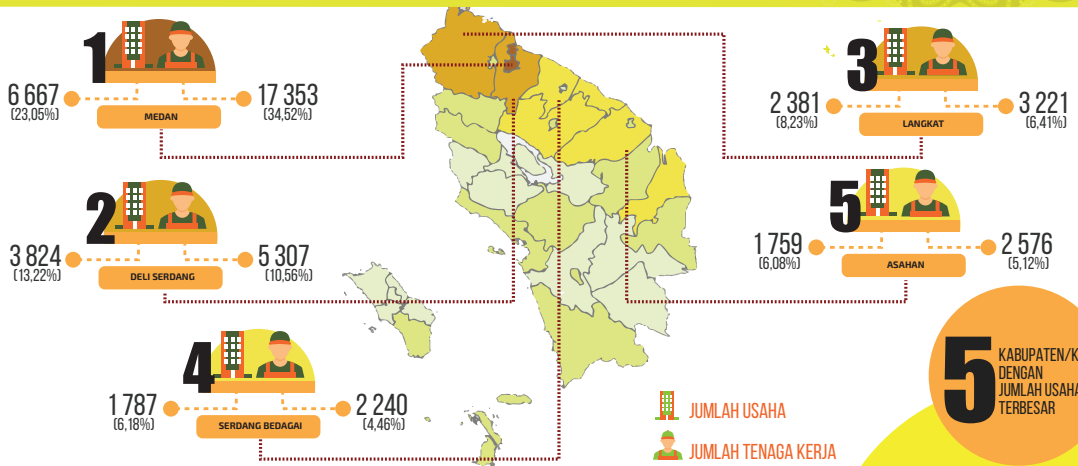 1
6 667
(23,05%)
17 353
(34,52%)
MEDAN
2
3 824
(13,22%)
5 307
(10,56%)
DELI SERDANG
4
1 787
(6,18%)
2 240
(4,46%)
SERDANG BEDAGAI
3
2 381
(8,23%)
3 221
(6,41%)
LANGKAT
5
1 759
(6,08%)
2 576
(5,12%)
ASAHAN
JUMLAH USAHA
JUMLAH TENAGA KERJA
5
KABUPATEN/K
DENGAN
JUMLAH USAHA
TERBESAR